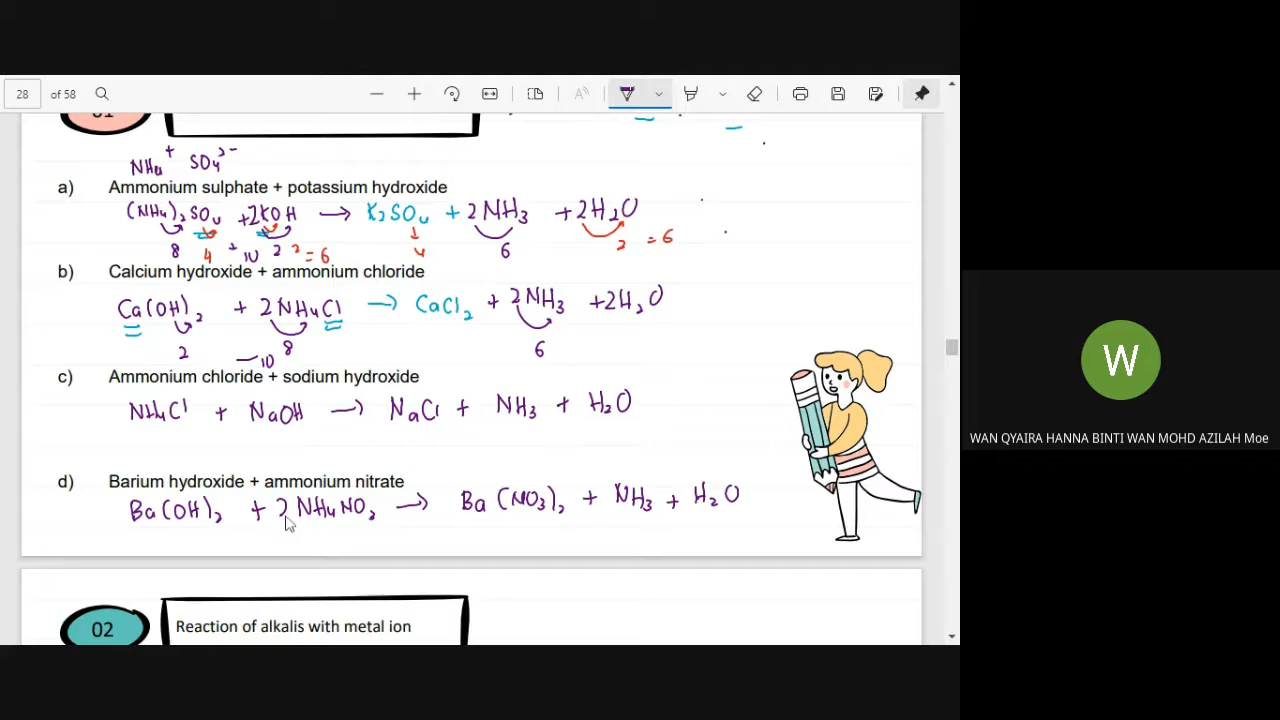 28 of 58
01
NH₄⁺ SO₄²⁻
a) Ammonium sulphate + potassium hydroxide
(NH₄)₂SO₄ + 2KOH → K₂SO₄ + 2NH₃ + 2H₂O
8 4 + 10 2 2 = 6 4 6 2 = 6
b) Calcium hydroxide + ammonium chloride
Ca(OH)₂ + 2NH₄Cl → CaCl₂ + 2NH₃ + 2H₂O
2 — 10 8 6
c) Ammonium chloride + sodium hydroxide
NH₄Cl + NaOH → NaCl + NH₃ + H₂O
d) Barium hydroxide + ammonium nitrate
Ba(OH)₂ + 2NH₄NO₃ → Ba(NO₃)₂ + NH₃ + H₂O
02 Reaction of alkalis with metal ion
W
WAN QYAIRA HANNA BINTI WAN MOHD AZILAH Moe